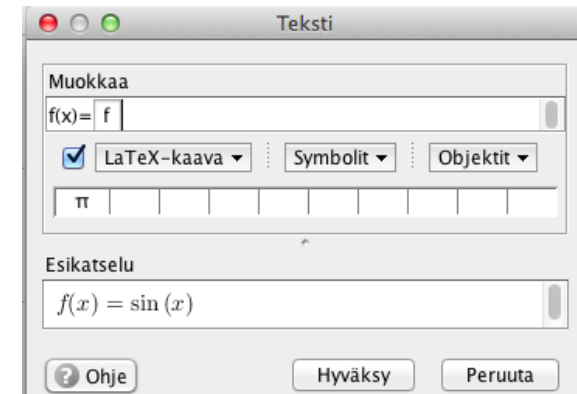 Teksti
Muokkaa
f(x)= f
LaTeX-kaava Symbolit Objektit
π
Esikatselu
f(x) = sin (x)
? Ohje Hyväksy Peruuta